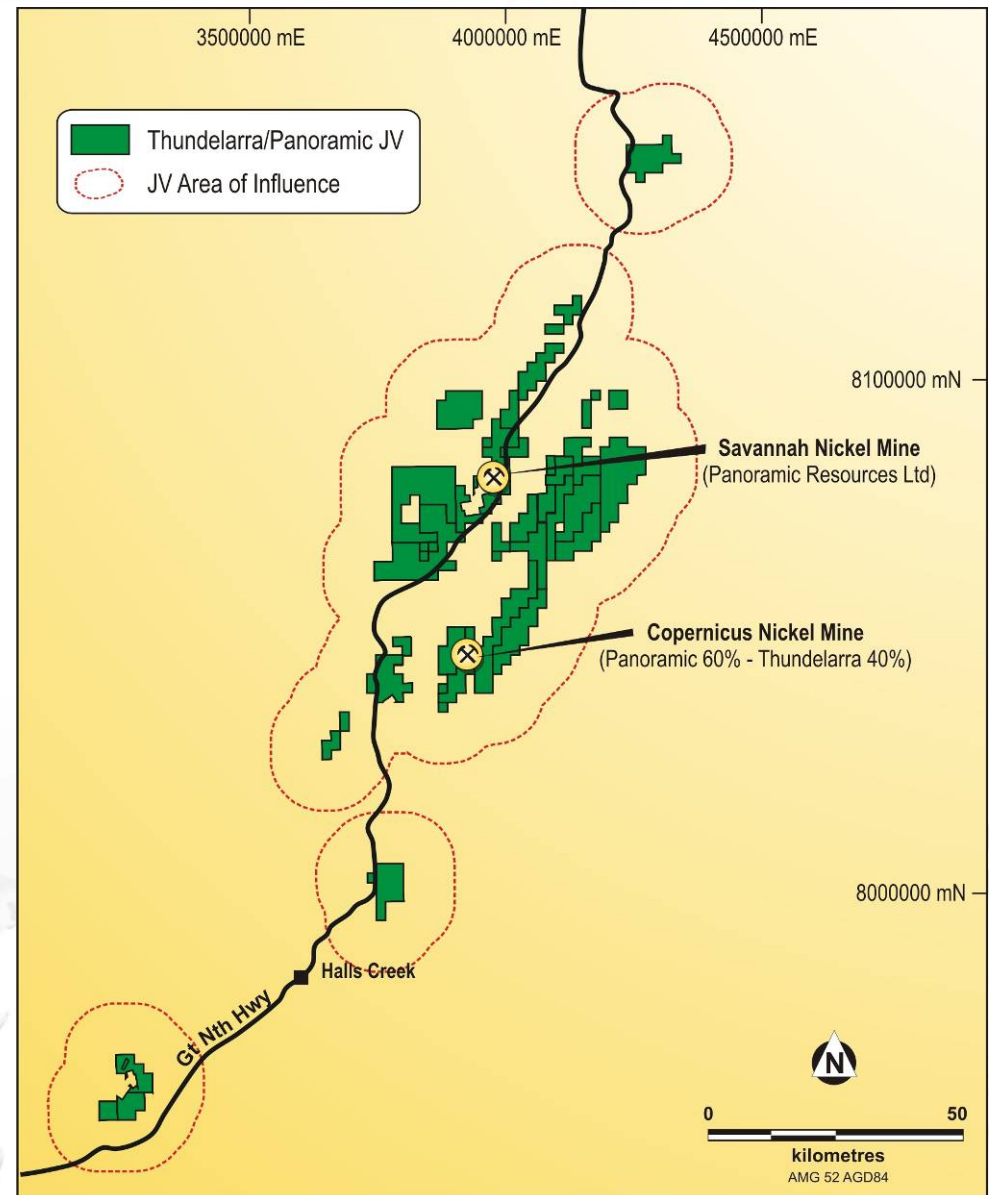 3500000 mE
4000000 mE
4500000 mE
Thundelarra/Panoramic JV
JV Area of Influence
8100000 mN
Savannah Nickel Mine
(Panoramic Resources Ltd)
Copernicus Nickel Mine
(Panoramic 60% - Thundelarra 40%)
8000000 mN
Halls Creek
Gt Nth Hwy
N
0
50
kilometres
AMG 52 AGD84